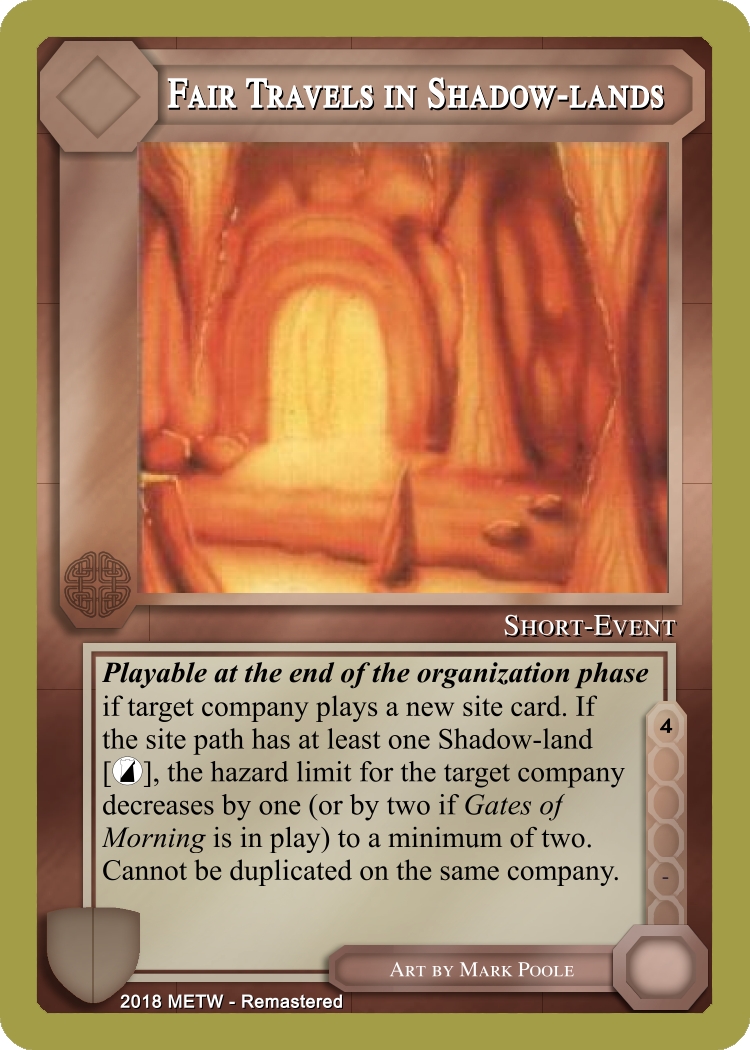 Fair Travels in Shadow-lands
Short-Event
Playable at the end of the organization phase
if target company plays a new site card. If
the site path has at least one Shadow-land
[], the hazard limit for the target company
decreases by one (or by two if Gates of
Morning is in play) to a minimum of two.
Cannot be duplicated on the same company.
4
-
Art by Mark Poole
2018 METW - Remastered